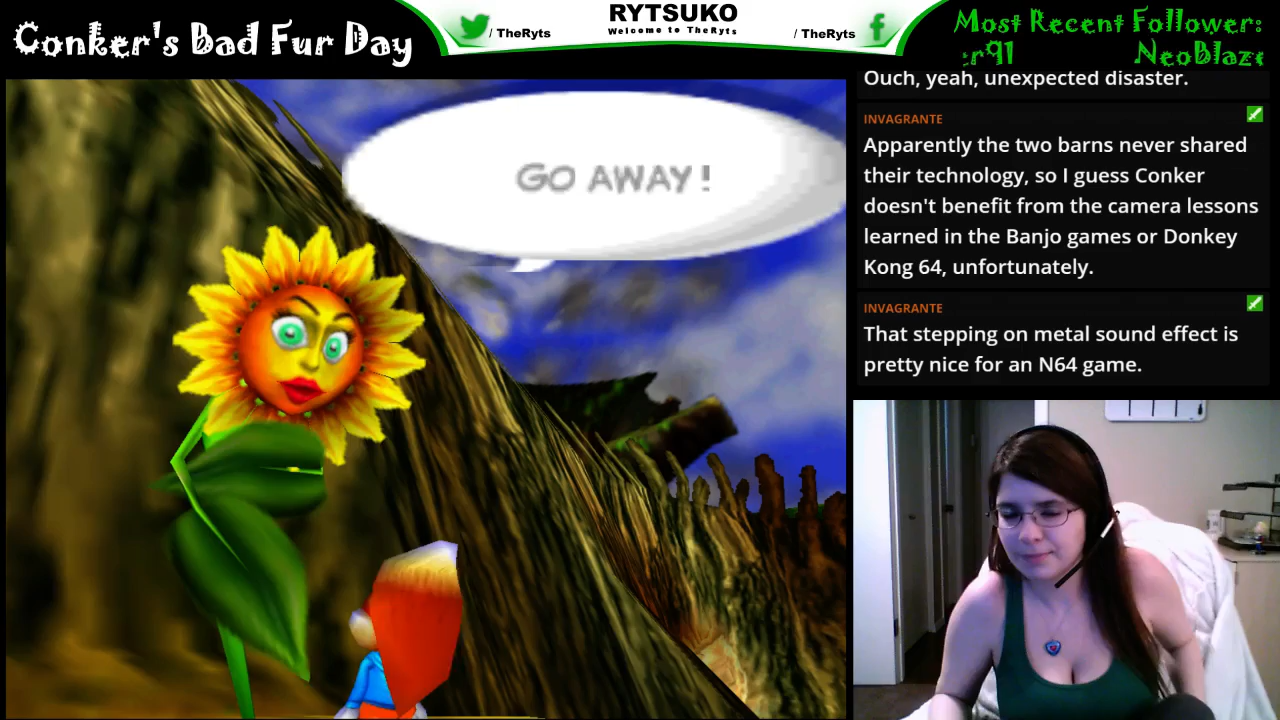 Conker's Bad Fur Day
/ TheRyts
RYTSUKO
Welcome to TheRyts
/ TheRyts
Most Recent Follower:
:r91 NeoBlaz
GO AWAY!
Ouch, yeah, unexpected disaster.
INVAGRANTE
Apparently the two barns never shared
their technology, so I guess Conker
doesn't benefit from the camera lessons
learned in the Banjo games or Donkey
Kong 64, unfortunately.
INVAGRANTE
That stepping on metal sound effect is
pretty nice for an N64 game.